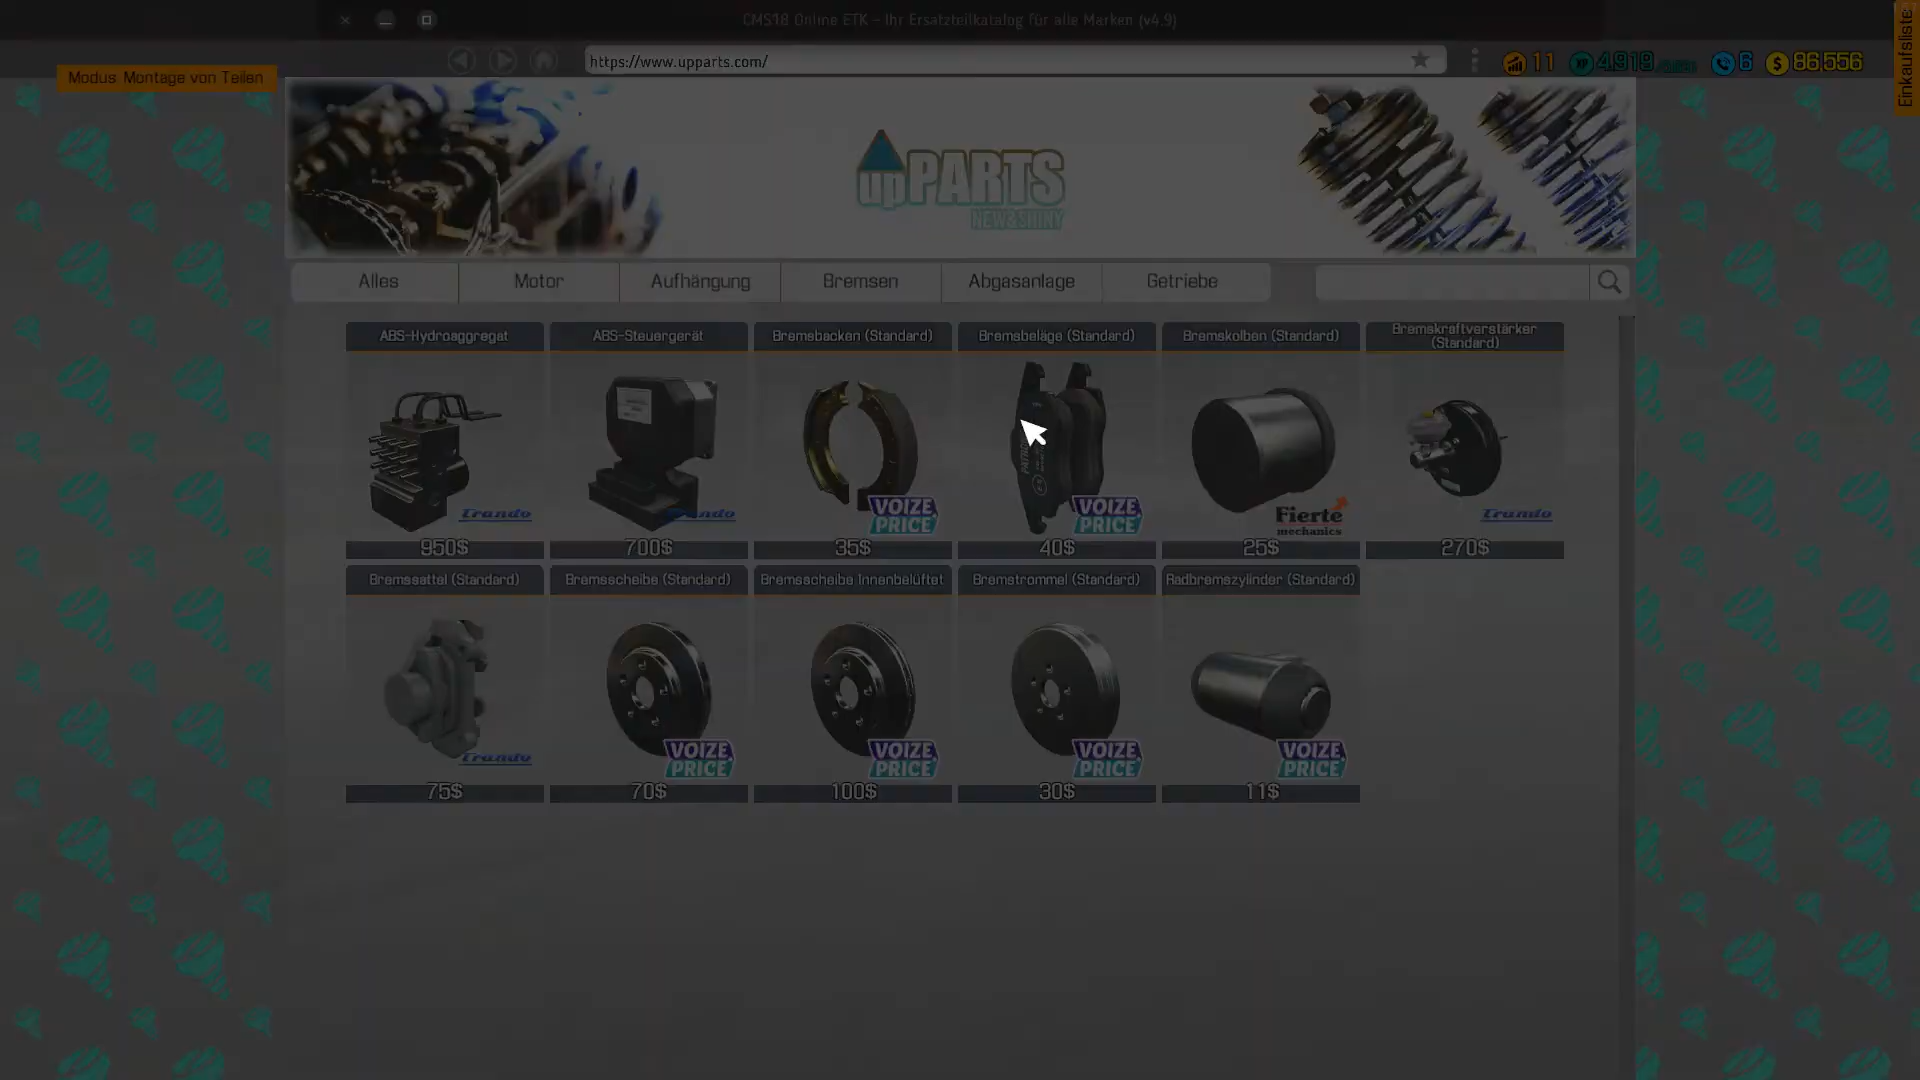 CMS18 Online ETK - Ihr Ersatzteilkatalog für alle Marken (v4.9)
https://www.upparts.com/
11
4,919
6
86,556
Einkaufsliste
Modus: Montage von Teilen
upPARTS
NEW&SHINY
Alles
Motor
Aufhängung
Bremsen
Abgasanlage
Getriebe
ABS-Hydroaggregat
ABS-Steuergerät
Bremsbacken (Standard)
Bremsbeläge (Standard)
Bremskolben (Standard)
Bremskraftverstärker
(Standard)
Trando
Trando
VOIZE
PRICE
VOIZE
PRICE
Fierte
mechanics
Trando
950$
700$
35$
40$
25$
270$
Bremssattel (Standard)
Bremsscheibe (Standard)
Bremsscheibe Innenbelüftet
Bremstrommel (Standard)
Radbremszylinder (Standard)
Trando
VOIZE
PRICE
VOIZE
PRICE
VOIZE
PRICE
VOIZE
PRICE
75$
70$
100$
30$
11$